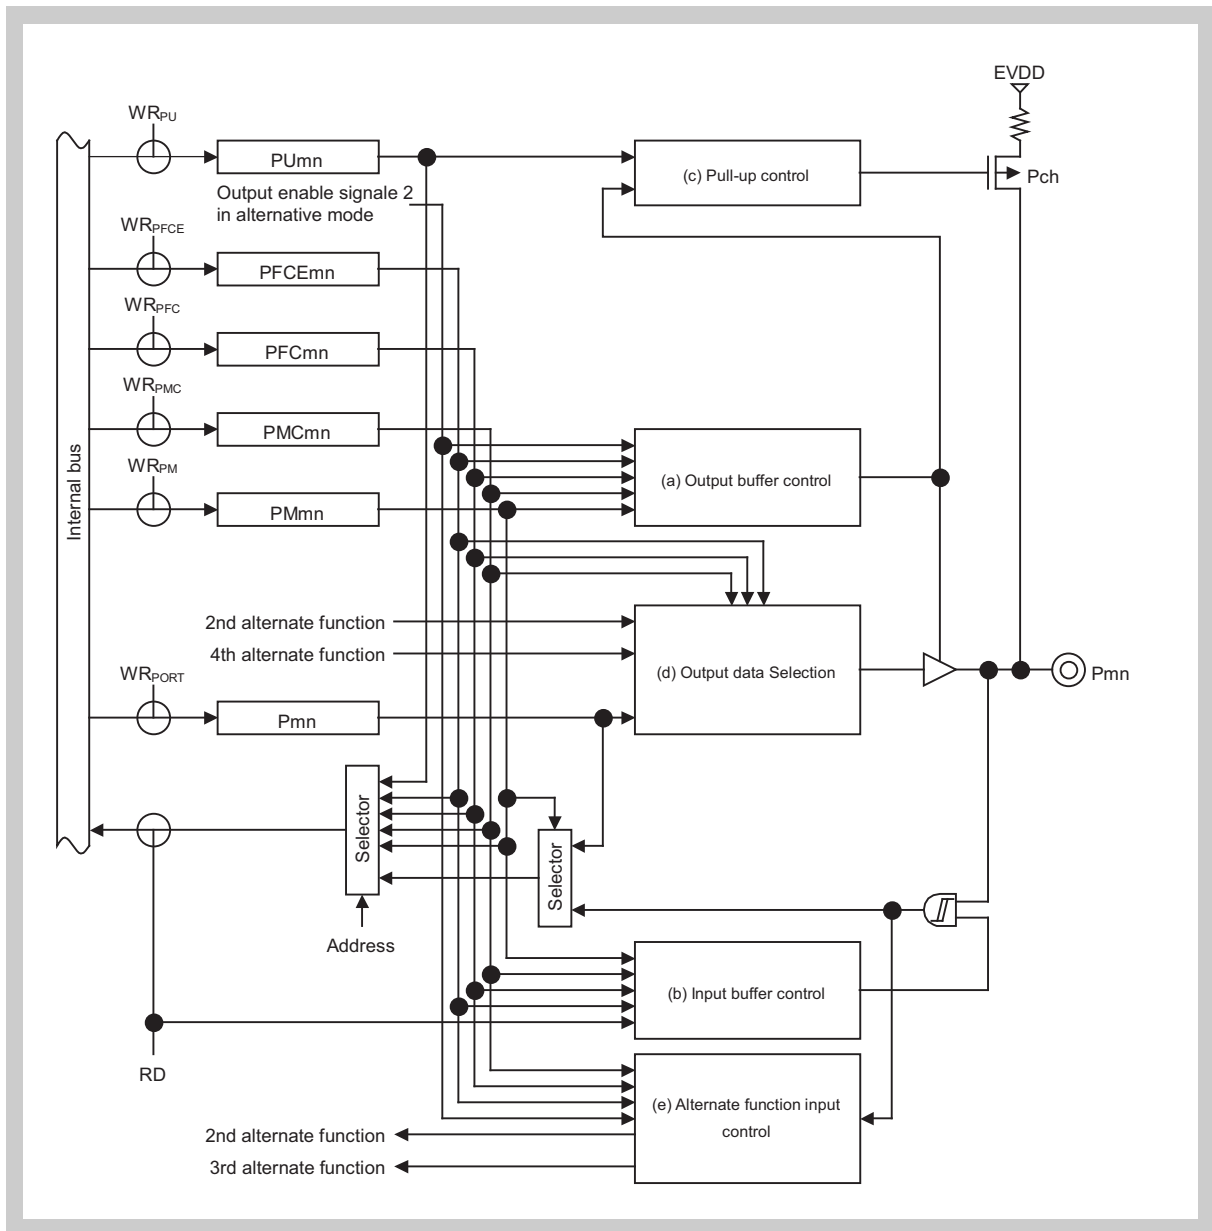 EVDD
WRPU
PUmn
(c) Pull-up control
Pch
Output enable signale 2
in alternative mode
WRPFCE
PFCEmn
WRPFC
PFCmn
WRPMC
PMCmn
Internal bus
WRPM
PMmn
(a) Output buffer control
2nd alternate function
4th alternate function
(d) Output data Selection
Pmn
WRPORT
Pmn
Selector
Selector
Address
(b) Input buffer control
RD
(e) Alternate function input
control
2nd alternate function
3rd alternate function